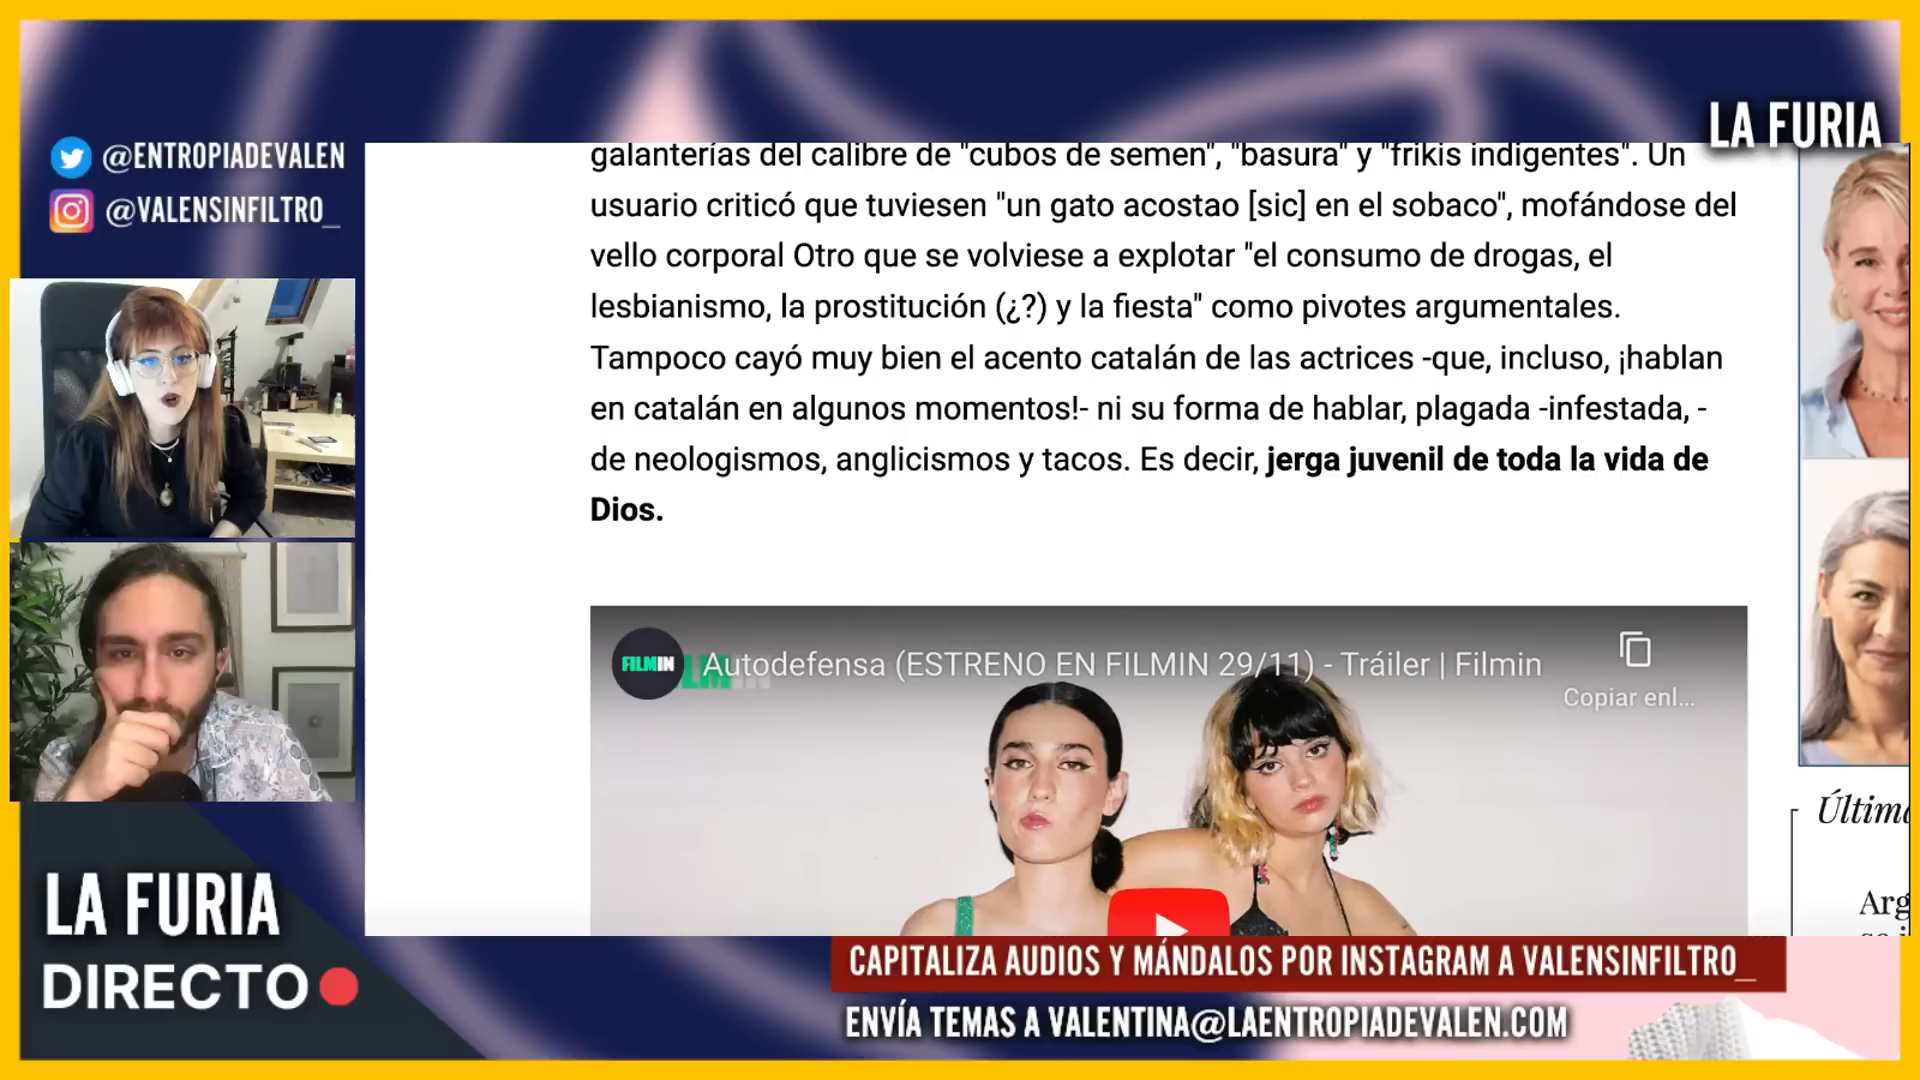 LA FURIA
@ENTROPIADEVALEN
@VALENSINFILTRO_
galanterías del calibre de "cubos de semen", "basura" y "frikis indigentes". Un
usuario criticó que tuviesen "un gato acostao [sic] en el sobaco", mofándose del
vello corporal Otro que se volviese a explotar "el consumo de drogas, el
lesbianismo, la prostitución (¿?) y la fiesta" como pivotes argumentales.
Tampoco cayó muy bien el acento catalán de las actrices -que, incluso, ¡hablan
en catalán en algunos momentos!- ni su forma de hablar, plagada -infestada, -
de neologismos, anglicismos y tacos. Es decir, jerga juvenil de toda la vida de
Dios.
FILMIN
Autodefensa (ESTRENO EN FILMIN 29/11) - Tráiler | Filmin
Copiar enl...
Última
Arg
LA FURIA
DIRECTO
CAPITALIZA AUDIOS Y MÁNDALOS POR INSTAGRAM A VALENSINFILTRO_
ENVÍA TEMAS A VALENTINA@LAENTROPIADEVALEN.COM